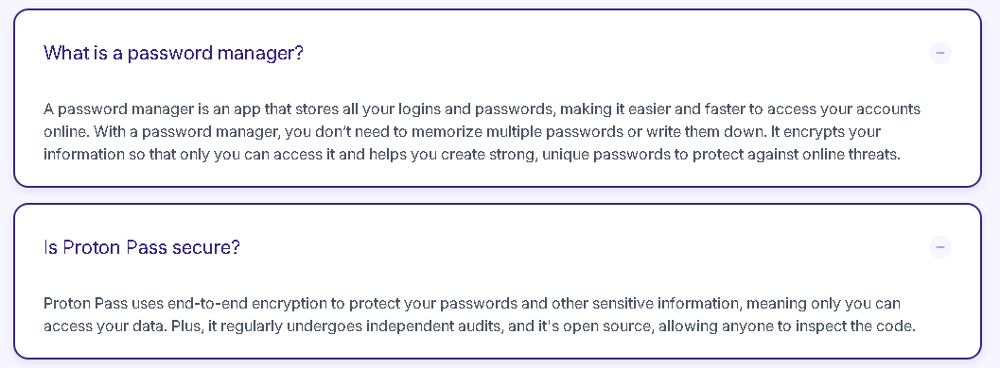 What is a password manager?
A password manager is an app that stores all your logins and passwords, making it easier and faster to access your accounts
online. With a password manager, you don’t need to memorize multiple passwords or write them down. It encrypts your
information so that only you can access it and helps you create strong, unique passwords to protect against online threats.
Is Proton Pass secure?
Proton Pass uses end-to-end encryption to protect your passwords and other sensitive information, meaning only you can
access your data. Plus, it regularly undergoes independent audits, and it's open source, allowing anyone to inspect the code.